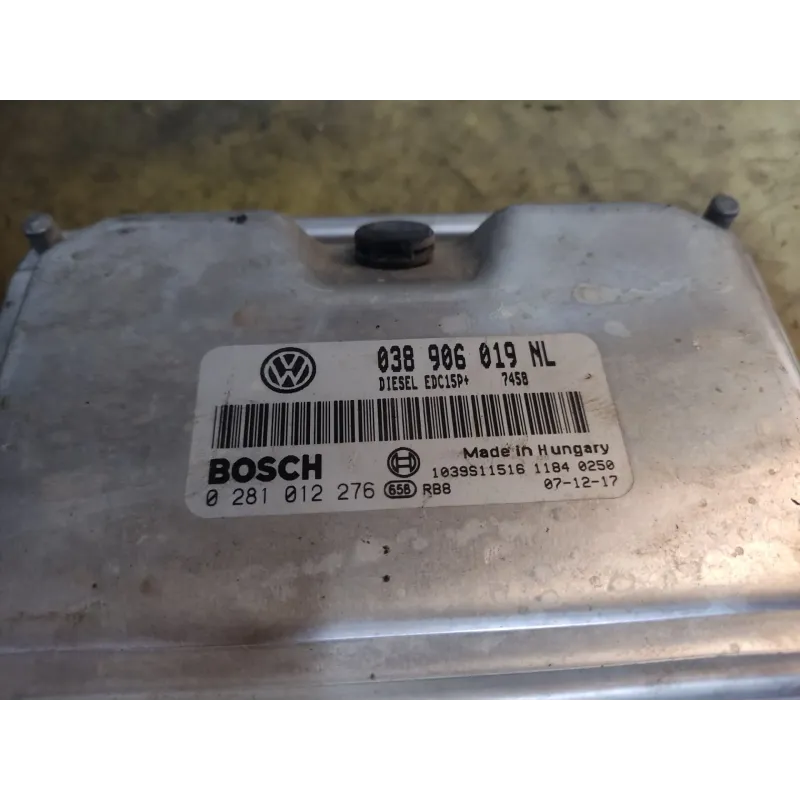 038 906 019 NL
DIESEL EDC15P+ 7458
BOSCH
Made in Hungary
1039S11516 1184 0250
0 281 012 276 658 RB8 07-12-17